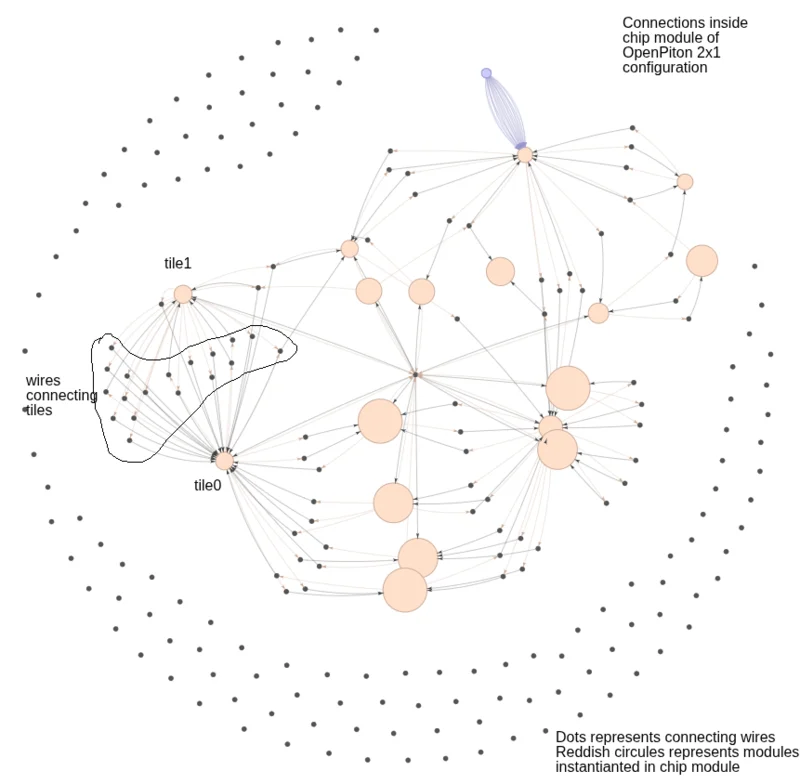 Connections inside
chip module of
OpenPiton 2x1
configuration
tile1
wires
connecting
tiles
tile0
Dots represents connecting wires
Reddish circules represents modules
instantianted in chip module